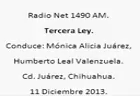 Radio Net 1490 AM.
Tercera Ley.
Conduce: Mónica Alicia Juárez,
Humberto Leal Valenzuela.
Cd. Juárez, Chihuahua.
11 Diciembre 2013.